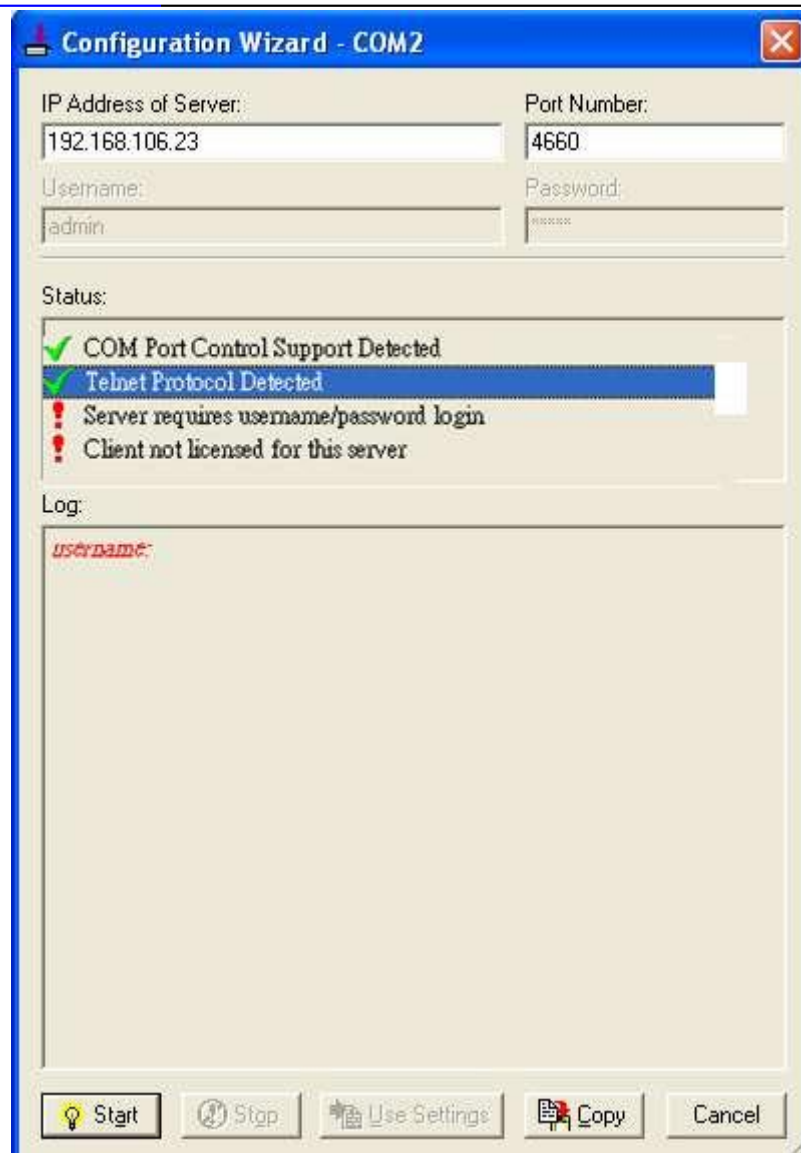 Configuration Wizard - COM2
IP Address of Server: Port Number:
192.168.106.23 4660
Username: Password:
admin *****
Status:
COM Port Control Support Detected
Telnet Protocol Detected
Server requires username/password login
Client not licensed for this server
Log:
username:
Start Stop Use Settings Copy Cancel